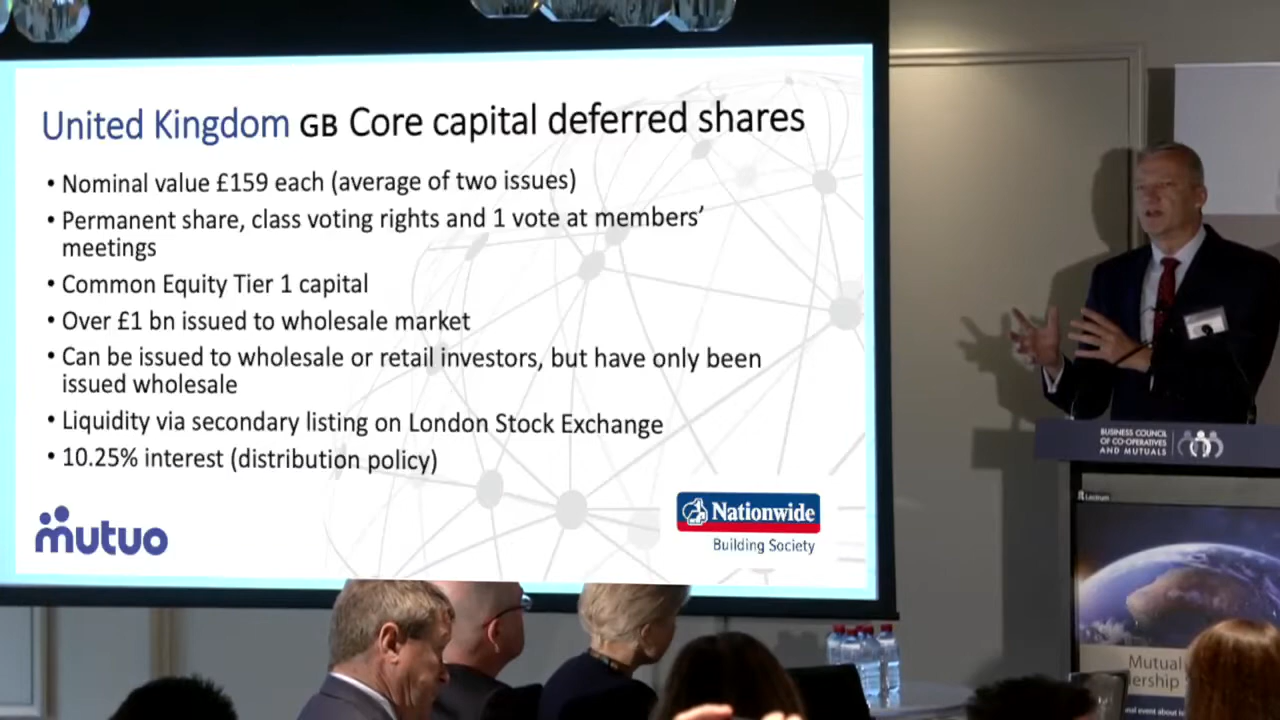 United Kingdom GB Core capital deferred shares
• Nominal value £159 each (average of two issues)
• Permanent share, class voting rights and 1 vote at members’
meetings
• Common Equity Tier 1 capital
• Over £1 bn issued to wholesale market
• Can be issued to wholesale or retail investors, but have only been
issued wholesale
• Liquidity via secondary listing on London Stock Exchange
• 10.25% interest (distribution policy)
mutuo
Nationwide
Building Society
BUSINESS COUNCIL
OF CO-OPERATIVES
AND MUTUALS
Mutual
ership